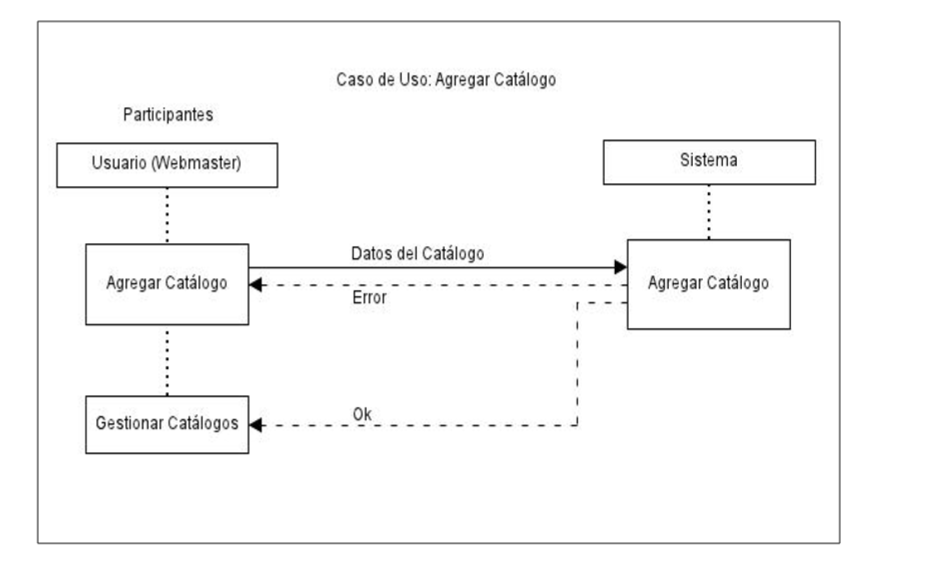 Caso de Uso: Agregar Catálogo
Participantes
Usuario (Webmaster)
Sistema
Datos del Catálogo
Agregar Catálogo
Agregar Catálogo
Error
Ok
Gestionar Catálogos